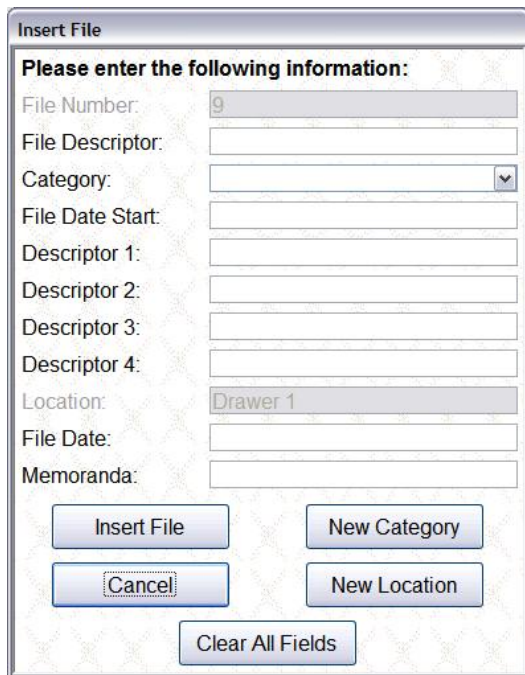 Insert File
Please enter the following information:
File Number: 9
File Descriptor:
Category:
File Date Start:
Descriptor 1:
Descriptor 2:
Descriptor 3:
Descriptor 4:
Location: Drawer 1
File Date:
Memoranda:
Insert File New Category
Cancel New Location
Clear All Fields